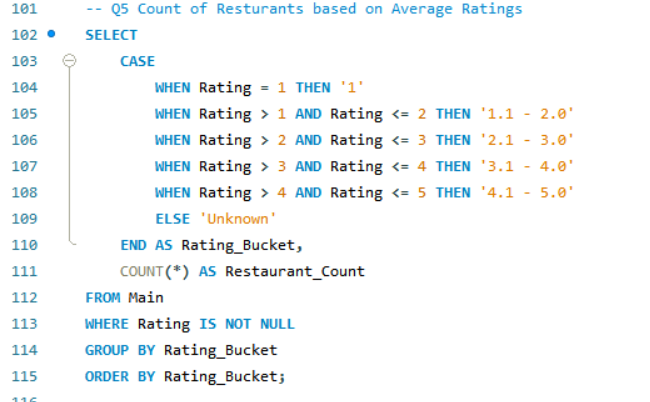 101 -- Q5 Count of Resturants based on Average Ratings
102 SELECT
103 CASE
104 WHEN Rating = 1 THEN '1'
105 WHEN Rating > 1 AND Rating <= 2 THEN '1.1 - 2.0'
106 WHEN Rating > 2 AND Rating <= 3 THEN '2.1 - 3.0'
107 WHEN Rating > 3 AND Rating <= 4 THEN '3.1 - 4.0'
108 WHEN Rating > 4 AND Rating <= 5 THEN '4.1 - 5.0'
109 ELSE 'Unknown'
110 END AS Rating_Bucket,
111 COUNT(*) AS Restaurant_Count
112 FROM Main
113 WHERE Rating IS NOT NULL
114 GROUP BY Rating_Bucket
115 ORDER BY Rating_Bucket;